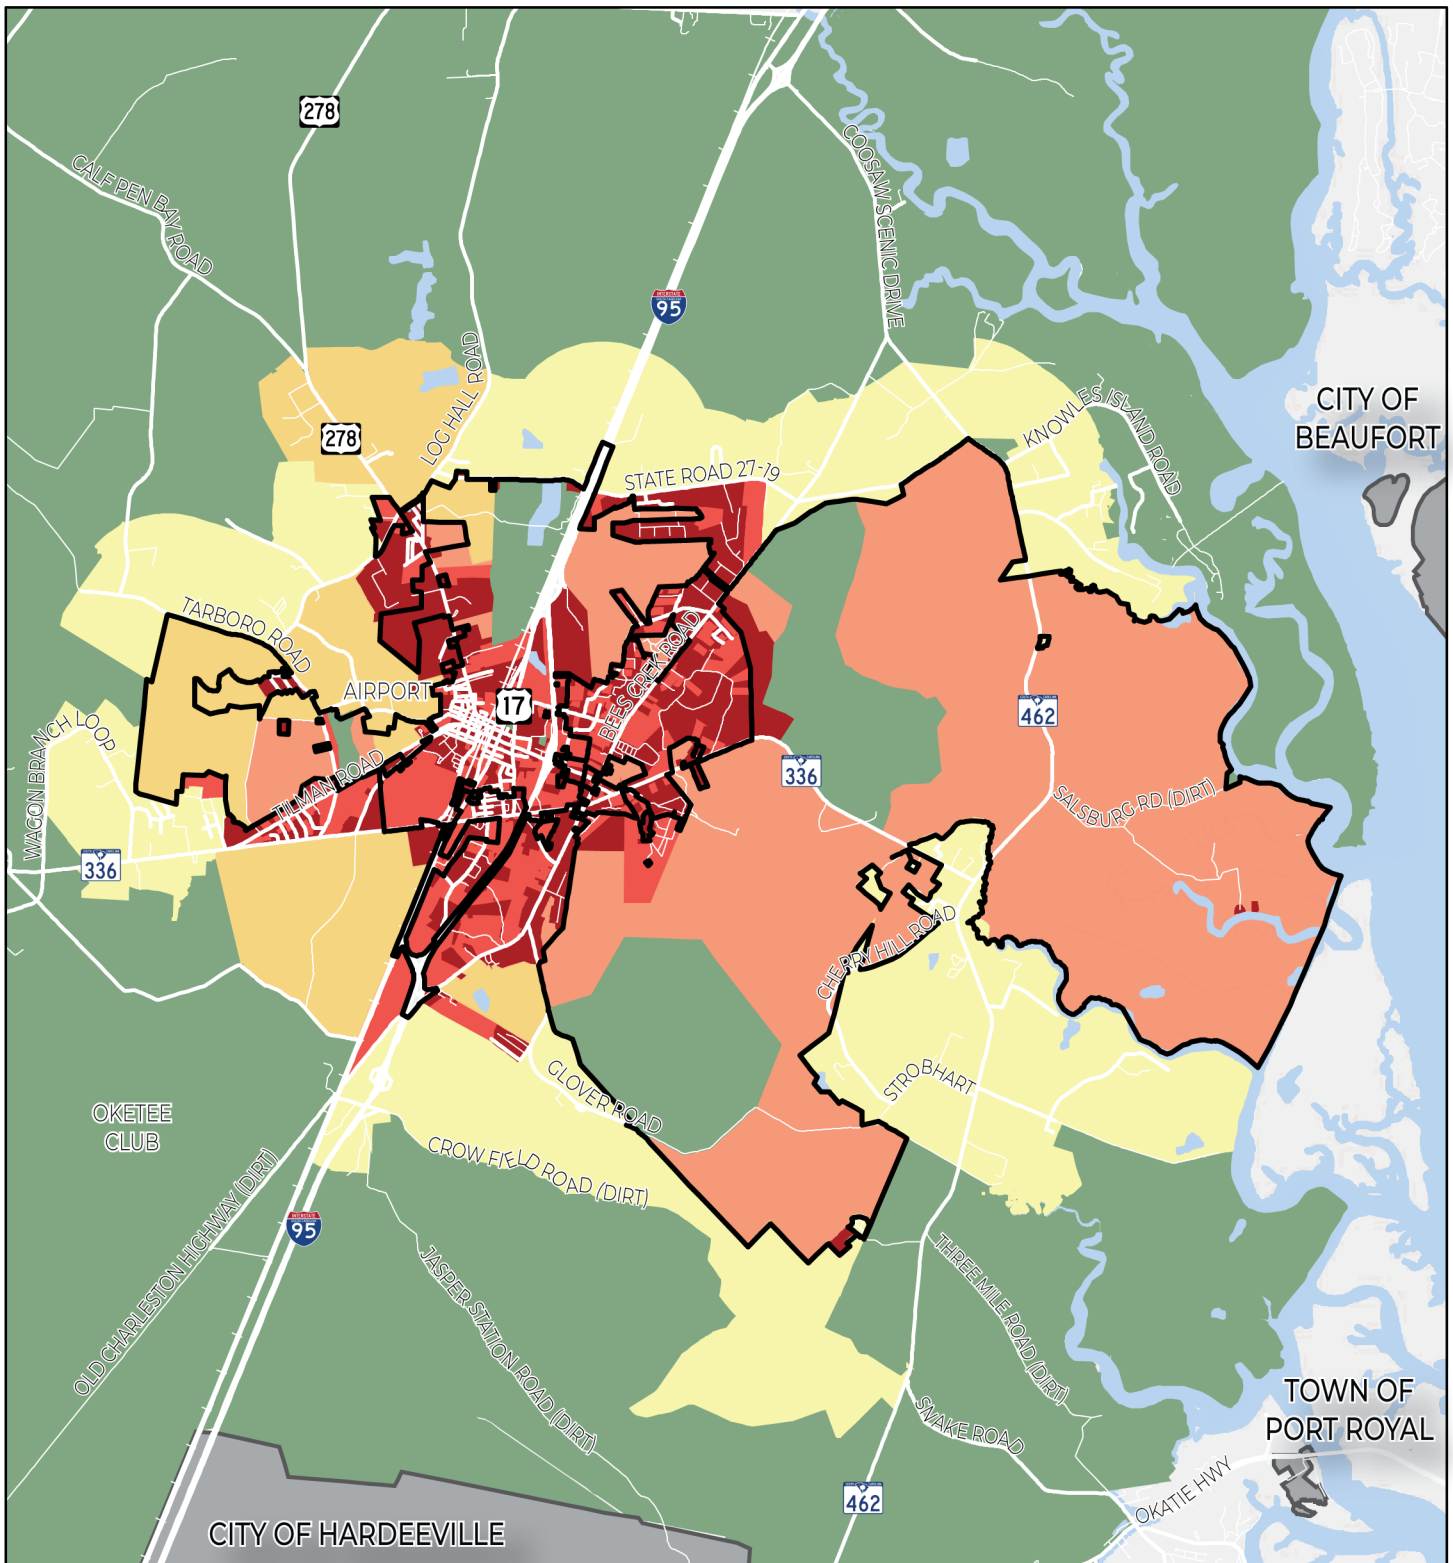 278
CALF PEN BAY ROAD
COOSAW SCENIC DRIVE
INTERSTATE
95
LOG HALL ROAD
278
CITY OF
BEAUFORT
KNOWLES ISLAND ROAD
STATE ROAD 27-19
TARBORO ROAD
AIRPORT
17
BEES CREEK ROAD
462
WAGON BRANCH LOOP
336
TILMAN ROAD
SALSBURG RD (DIRT)
336
CHERRY HILL ROAD
GLOVER ROAD
STROBHART
OKETEE
CLUB
CROW FIELD ROAD (DIRT)
OLD CHARLESTON HIGHWAY (DIRT)
INTERSTATE
95
JASPER STATION ROAD (DIRT)
THREE MILE ROAD (DIRT)
SNAKE ROAD
TOWN OF
PORT ROYAL
OKATIE HWY
462
CITY OF HARDEEVILLE